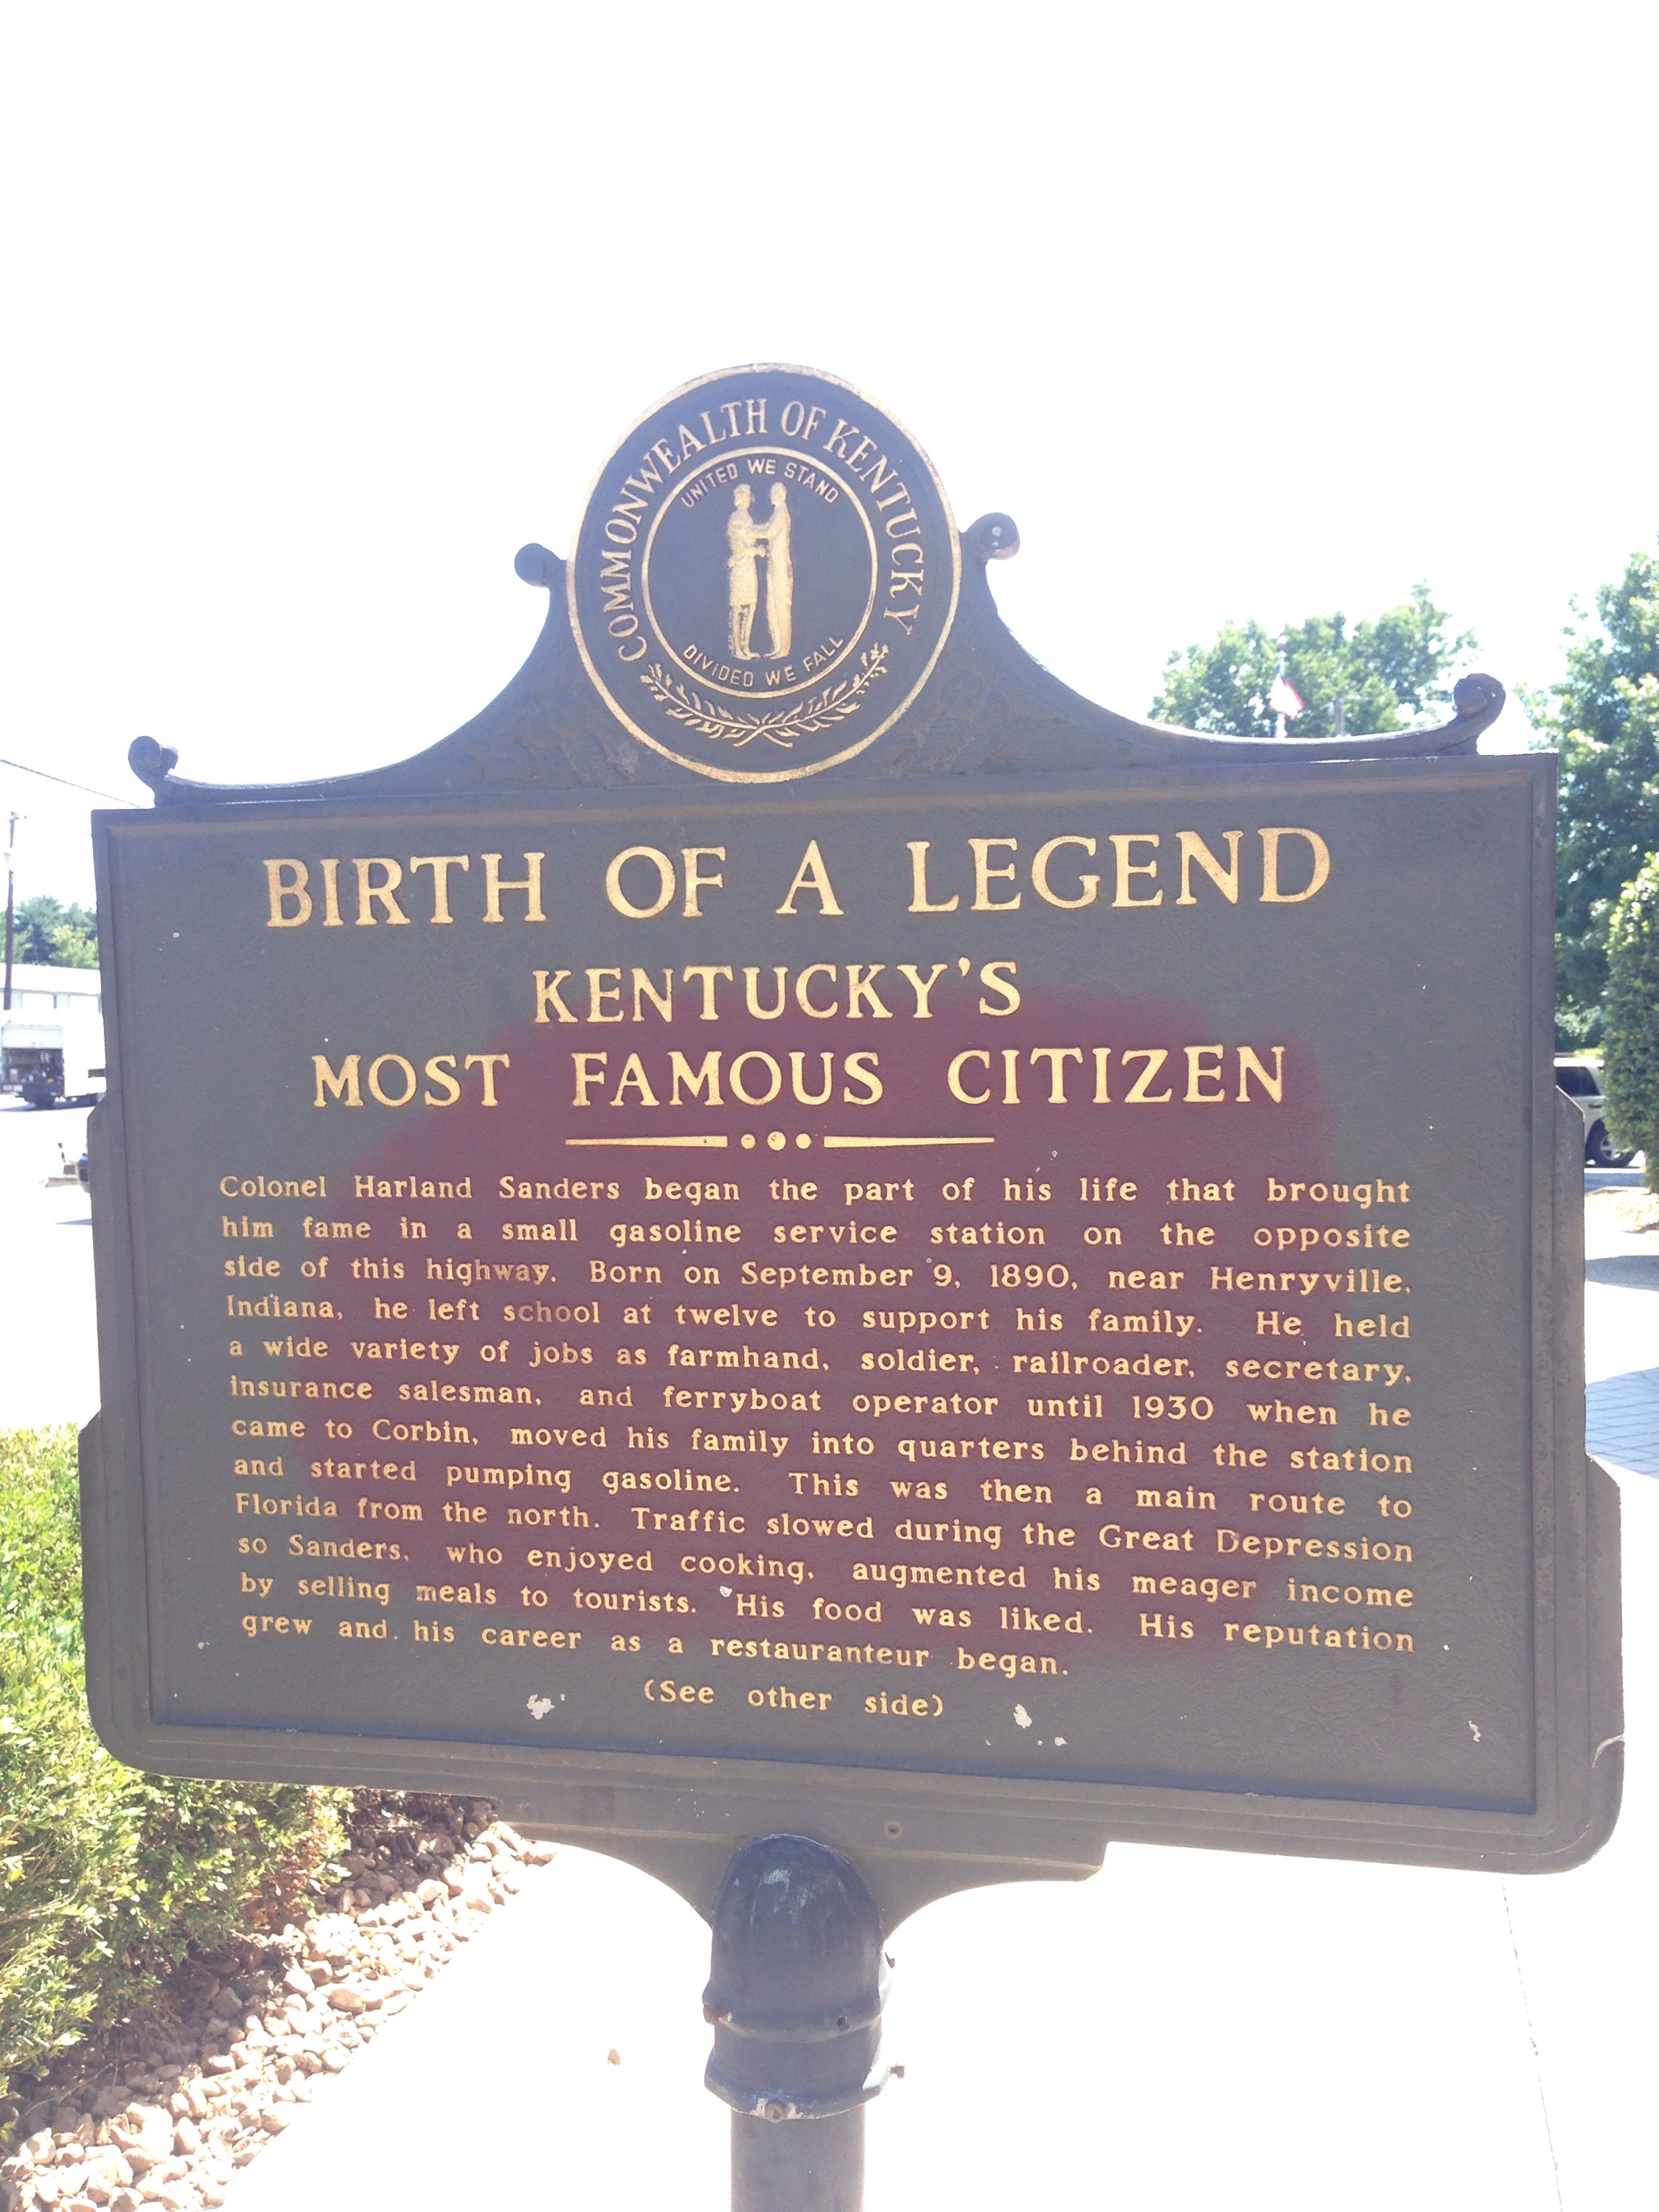 COMMONWEALTH OF KENTUCKY
UNITED WE STAND
DIVIDED WE FALL
BIRTH OF A LEGEND
KENTUCKY'S
MOST FAMOUS CITIZEN
Colonel Harland Sanders began the part of his life that brought
him fame in a small gasoline service station on the opposite
side of this highway. Born on September 9, 1890, near Henryville,
Indiana, he left school at twelve to support his family. He held
a wide variety of jobs as farmhand, soldier, railroader, secretary,
insurance salesman, and ferryboat operator until 1930 when he
came to Corbin, moved his family into quarters behind the station
and started pumping gasoline. This was then a main route to
Florida from the north. Traffic slowed during the Great Depression
so Sanders, who enjoyed cooking, augmented his meager income
by selling meals to tourists. His food was liked. His reputation
grew and his career as a restauranteur began.
(See other side)